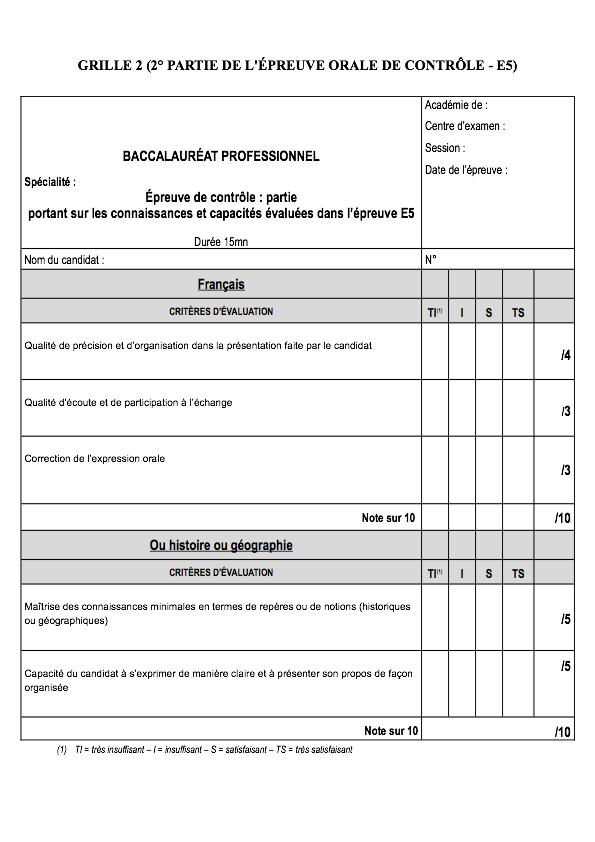 GRILLE 2 (2° PARTIE DE L'ÉPREUVE ORALE DE CONTRÔLE - E5)
Académie de :
Centre d'examen :
Session :
Date de l'épreuve :
BACCALAURÉAT PROFESSIONNEL
Spécialité :
Épreuve de contrôle : partie
portant sur les connaissances et capacités évaluées dans l'épreuve E5
Durée 15mn
Nom du candidat : N°
Français
CRITÈRES D'ÉVALUATION TI(1) I S TS
Qualité de précision et d'organisation dans la présentation faite par le candidat /4
Qualité d'écoute et de participation à l'échange /3
Correction de l'expression orale /3
Note sur 10 /10
Ou histoire ou géographie
CRITÈRES D'ÉVALUATION TI(1) I S TS
Maîtrise des connaissances minimales en termes de repères ou de notions (historiques
ou géographiques) /5
Capacité du candidat à s'exprimer de manière claire et à présenter son propos de façon
organisée /5
Note sur 10 /10
(1) TI = très insuffisant – I = insuffisant – S = satisfaisant – TS = très satisfaisant